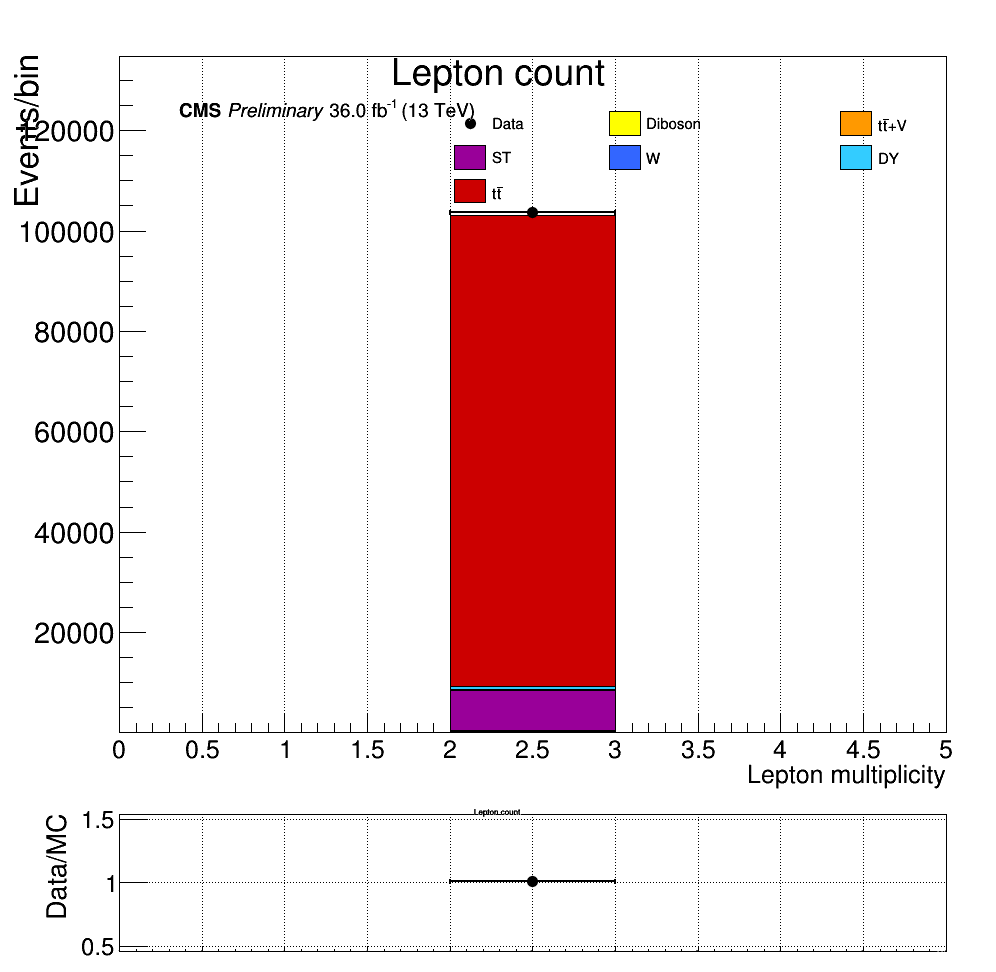 Lepton count
Events/bin
CMS Preliminary 36.0 fb⁻¹ (13 TeV)
Data
Diboson
tt̄+V
ST
W
DY
tt̄
120000
100000
80000
60000
40000
20000
0 0.5 1 1.5 2 2.5 3 3.5 4 4.5 5
Lepton multiplicity
Lepton count
Data/MC
1.5
1
0.5